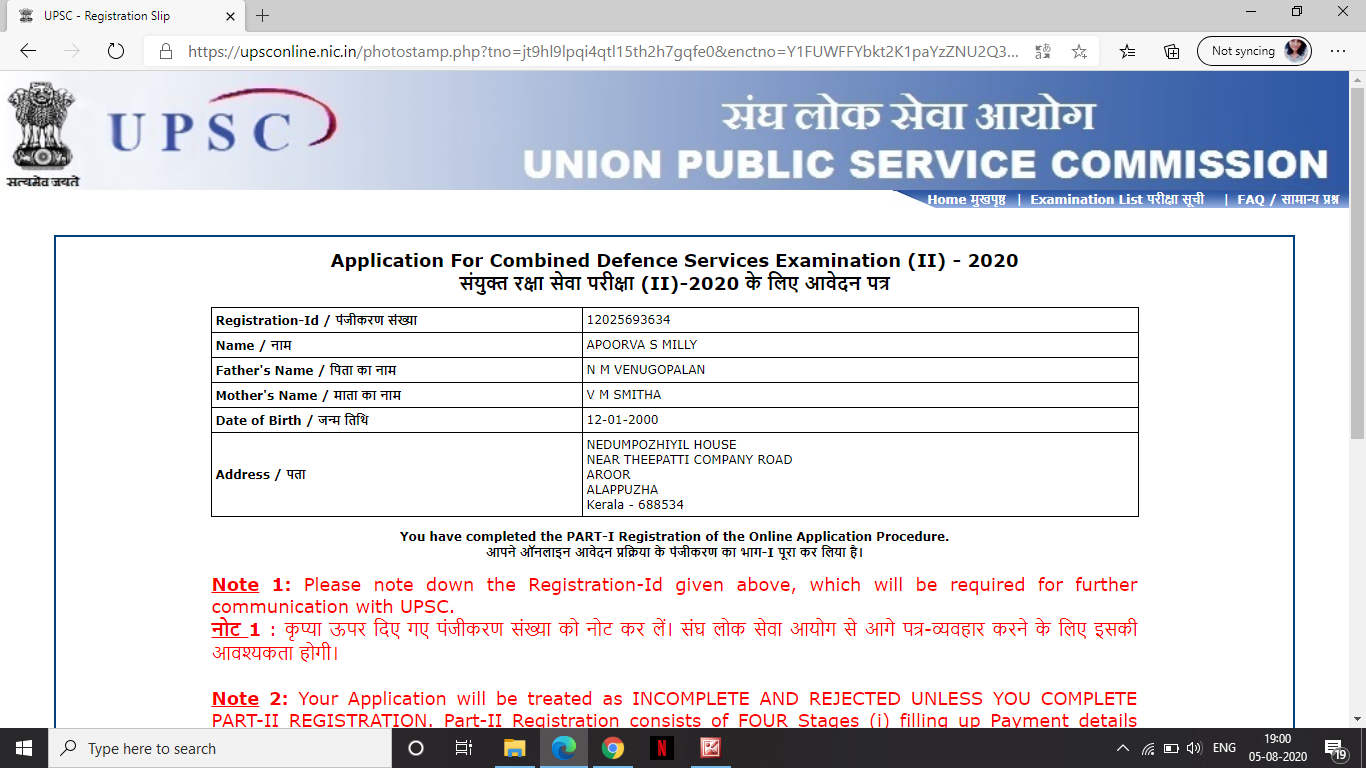 UPSC - Registration Slip
https://upsconline.nic.in/photostamp.php?tno=jt9hl9lpqi4qtl15th2h7gqfe0&enctno=Y1FUWFFYbkt2K1paYzZNU2Q3...
Not syncing
सत्यमेव जयते
UPSC
संघ लोक सेवा आयोग
UNION PUBLIC SERVICE COMMISSION
Home मुखपृष्ठ | Examination List परीक्षा सूची | FAQ / सामान्य प्रश्न
Application For Combined Defence Services Examination (II) - 2020
संयुक्त रक्षा सेवा परीक्षा (II)-2020 के लिए आवेदन पत्र
Registration-Id / पंजीकरण संख्या 12025693634
Name / नाम APOORVA S MILLY
Father's Name / पिता का नाम N M VENUGOPALAN
Mother's Name / माता का नाम V M SMITHA
Date of Birth / जन्म तिथि 12-01-2000
Address / पता
NEDUMPOZHIYIL HOUSE
NEAR THEEPATTI COMPANY ROAD
AROOR
ALAPPUZHA
Kerala - 688534
You have completed the PART-I Registration of the Online Application Procedure.
आपने ऑनलाइन आवेदन प्रक्रिया के पंजीकरण का भाग-I पूरा कर लिया है।
Note 1: Please note down the Registration-Id given above, which will be required for further
communication with UPSC.
नोट 1 : कृप्या ऊपर दिए गए पंजीकरण संख्या को नोट कर लें। संघ लोक सेवा आयोग से आगे पत्र-व्यवहार करने के लिए इसकी
आवश्यकता होगी।
Note 2: Your Application will be treated as INCOMPLETE AND REJECTED UNLESS YOU COMPLETE
PART-II REGISTRATION. Part-II Registration consists of FOUR Stages (i) filling up Payment details
Type here to search
ENG
19:00
05-08-2020
19